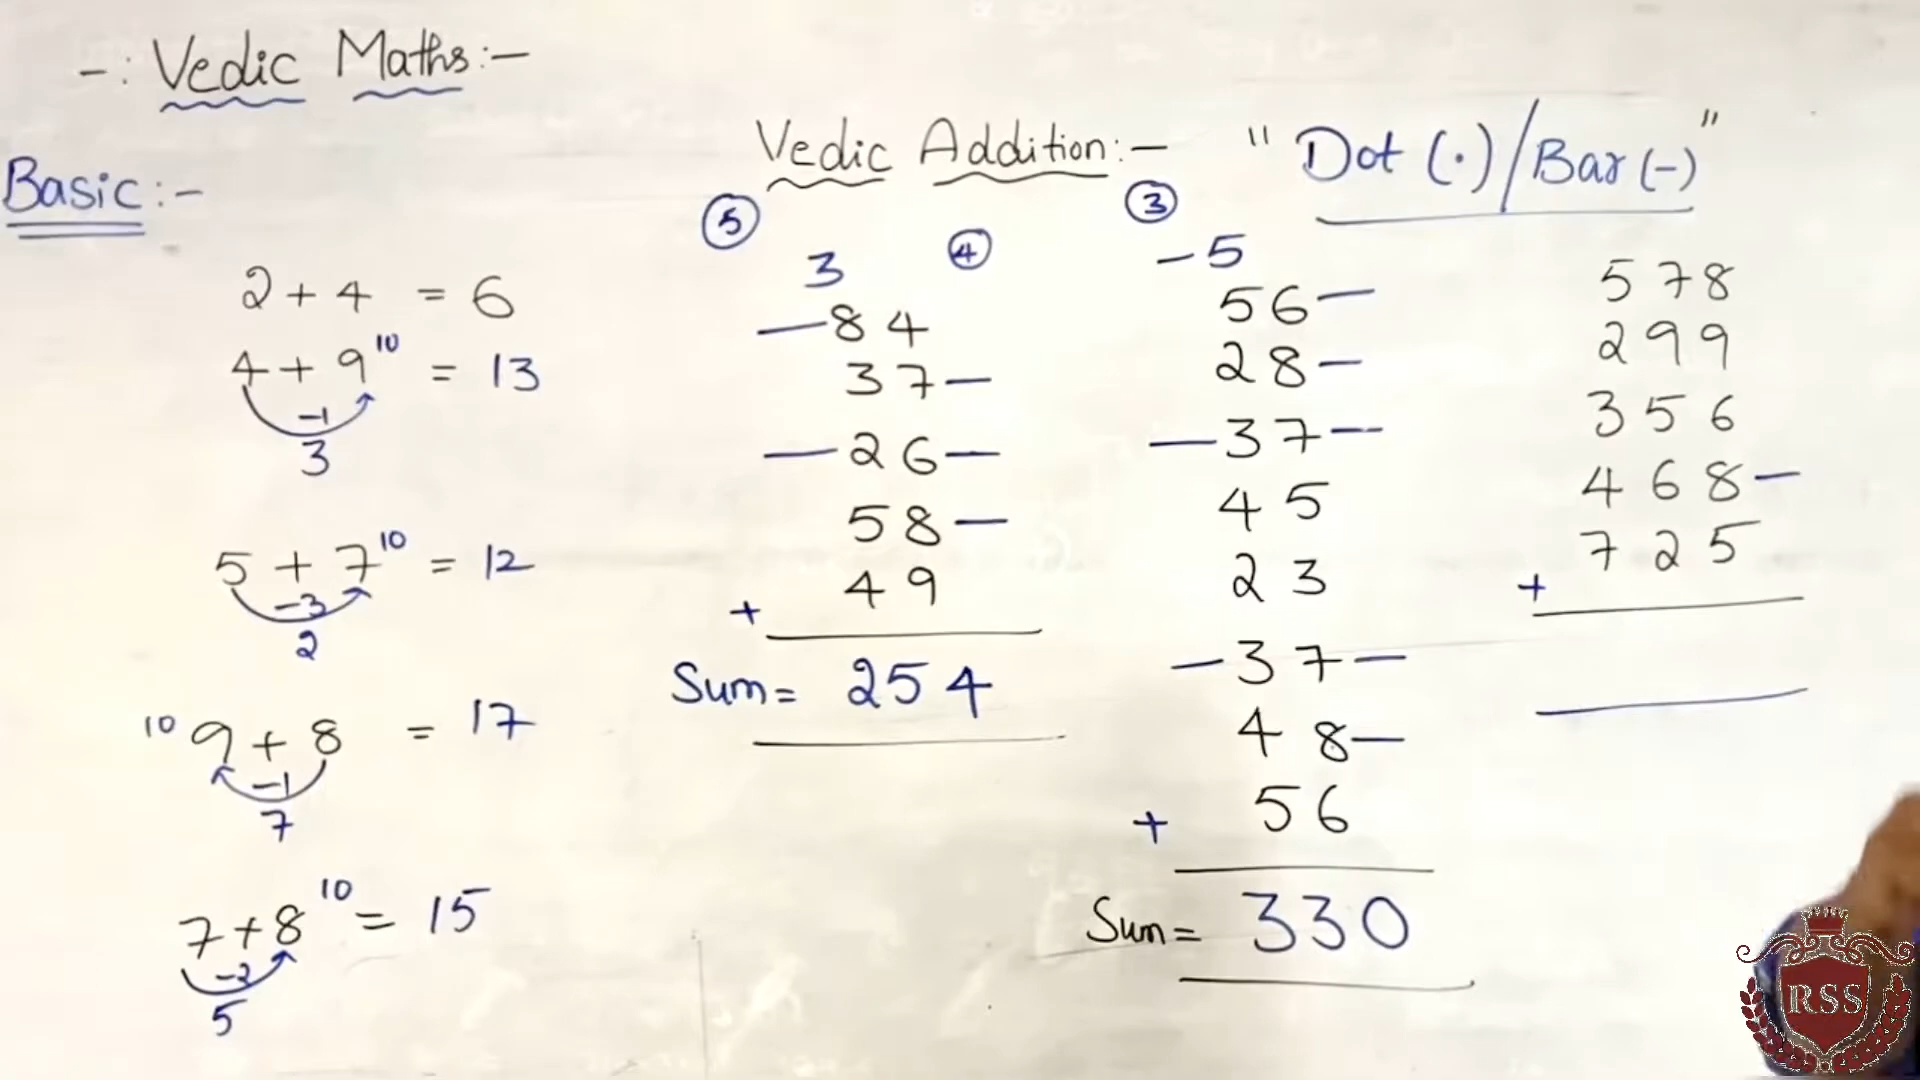 -: Vedic Maths:-
Basic:-
2 + 4 = 6
4 + 9 10 = 13
-1
3
5 + 7 10 = 12
-3
2
10 9 + 8 = 17
-1
7
7 + 8 10 = 15
-2
5
Vedic Addition:- " Dot (·)/Bar (-) "
5
3 4
—84
37—
—26—
58—
+ 49
Sum= 254
3
-5
56—
28—
—37—
45
23
—37—
48—
+ 56
Sum= 330
578
299
356
468—
+ 725
RSS